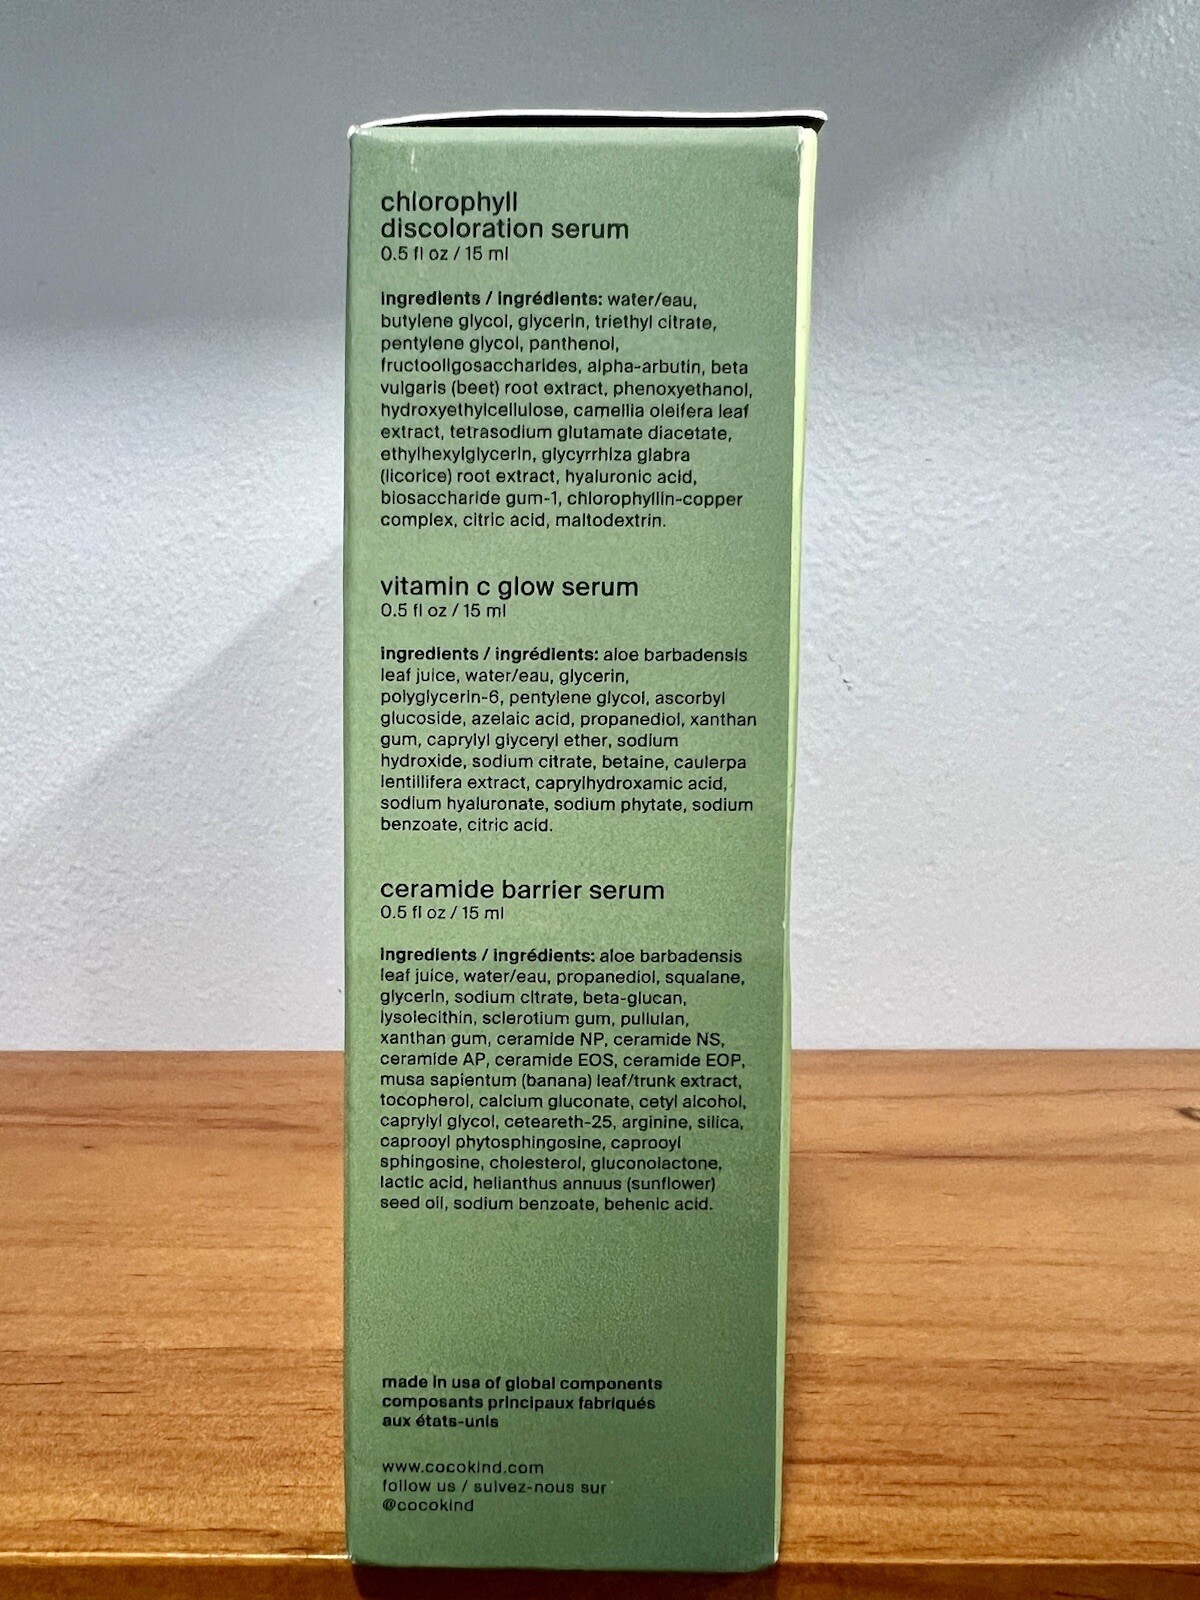 chlorophyll
discoloration serum
0.5 fl oz / 15 ml
ingredients / ingrédients: water/eau,
butylene glycol, glycerin, triethyl citrate,
pentylene glycol, panthenol,
fructooligosaccharides, alpha-arbutin, beta
vulgaris (beet) root extract, phenoxyethanol,
hydroxyethylcellulose, camellia oleifera leaf
extract, tetrasodium glutamate diacetate,
ethylhexylglycerin, glycyrrhiza glabra
(licorice) root extract, hyaluronic acid,
biosaccharide gum-1, chlorophyllin-copper
complex, citric acid, maltodextrin.
vitamin c glow serum
0.5 fl oz / 15 ml
ingredients / ingrédients: aloe barbadensis
leaf juice, water/eau, glycerin,
polyglycerin-6, pentylene glycol, ascorbyl
glucoside, azelaic acid, propanediol, xanthan
gum, caprylyl glyceryl ether, sodium
hydroxide, sodium citrate, betaine, caulerpa
lentillifera extract, caprylhydroxamic acid,
sodium hyaluronate, sodium phytate, sodium
benzoate, citric acid.
ceramide barrier serum
0.5 fl oz / 15 ml
ingredients / ingrédients: aloe barbadensis
leaf juice, water/eau, propanediol, squalane,
glycerin, sodium citrate, beta-glucan,
lysolecithin, sclerotium gum, pullulan,
xanthan gum, ceramide NP, ceramide NS,
ceramide AP, ceramide EOS, ceramide EOP,
musa sapientum (banana) leaf/trunk extract,
tocopherol, calcium gluconate, cetyl alcohol,
caprylyl glycol, ceteareth-25, arginine, silica,
caprooyl phytosphingosine, caprooyl
sphingosine, cholesterol, gluconolactone,
lactic acid, helianthus annuus (sunflower)
seed oil, sodium benzoate, behenic acid.
made in usa of global components
composants principaux fabriqués
aux états-unis
www.cocokind.com
follow us / suivez-nous sur
@cocokind